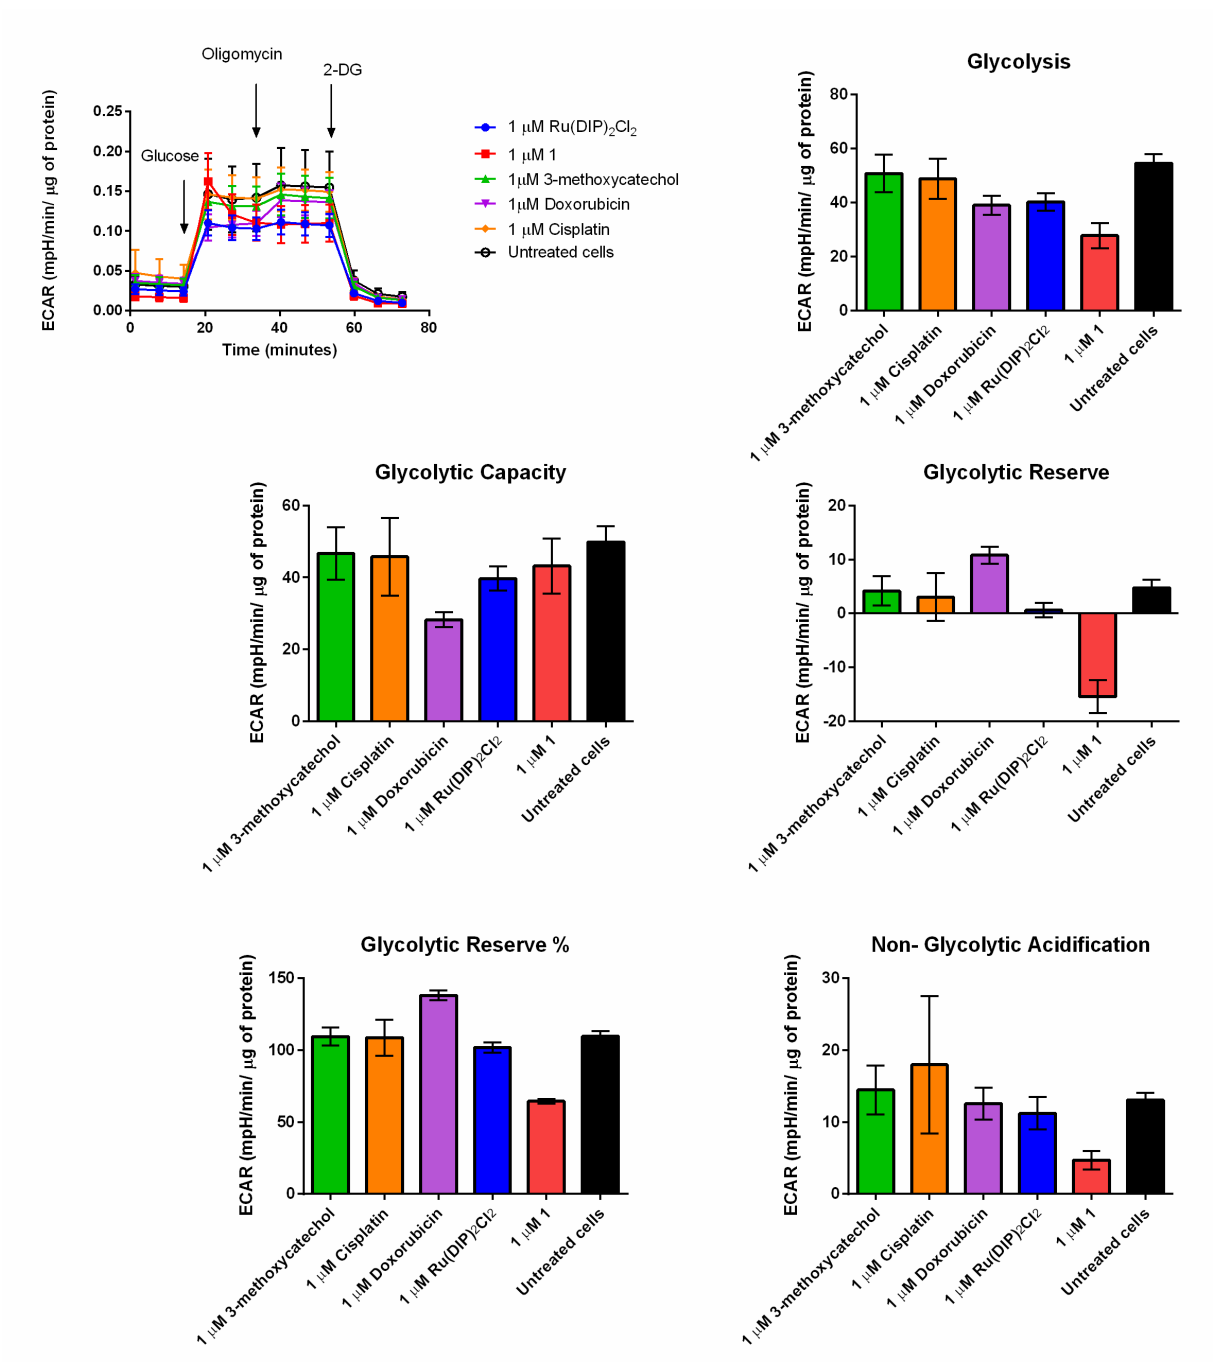 Oligomycin
2-DG
Glucose
ECAR (mpH/min/ μg of protein)
0.25
0.20
0.15
0.10
0.05
0.00
0 20 40 60 80
Time (minutes)
1 μM Ru(DIP)₂Cl₂
1 μM 1
1μM 3-methoxycatechol
1μM Doxorubicin
1 μM Cisplatin
Untreated cells
Glycolysis
ECAR (mpH/min/ μg of protein)
80
60
40
20
0
1 μM 3-methoxycatechol
1 μM Cisplatin
1 μM Doxorubicin
1 μM Ru(DIP)₂Cl₂
1 μM 1
Untreated cells
Glycolytic Capacity
ECAR (mpH/min/ μg of protein)
60
40
20
0
1 μM 3-methoxycatechol
1 μM Cisplatin
1 μM Doxorubicin
1 μM Ru(DIP)₂Cl₂
1 μM 1
Untreated cells
Glycolytic Reserve
ECAR (mpH/min/ μg of protein)
20
10
0
-10
-20
1 μM 3-methoxycatechol
1 μM Cisplatin
1 μM Doxorubicin
1 μM Ru(DIP)₂Cl₂
1 μM 1
Untreated cells
Glycolytic Reserve %
ECAR (mpH/min/ μg of protein)
150
100
50
0
1 μM 3-methoxycatechol
1 μM Cisplatin
1 μM Doxorubicin
1 μM Ru(DIP)₂Cl₂
1 μM 1
Untreated cells
Non- Glycolytic Acidification
ECAR (mpH/min/ μg of protein)
30
20
10
0
1 μM 3-methoxycatechol
1 μM Cisplatin
1 μM Doxorubicin
1 μM Ru(DIP)₂Cl₂
1 μM 1
Untreated cells